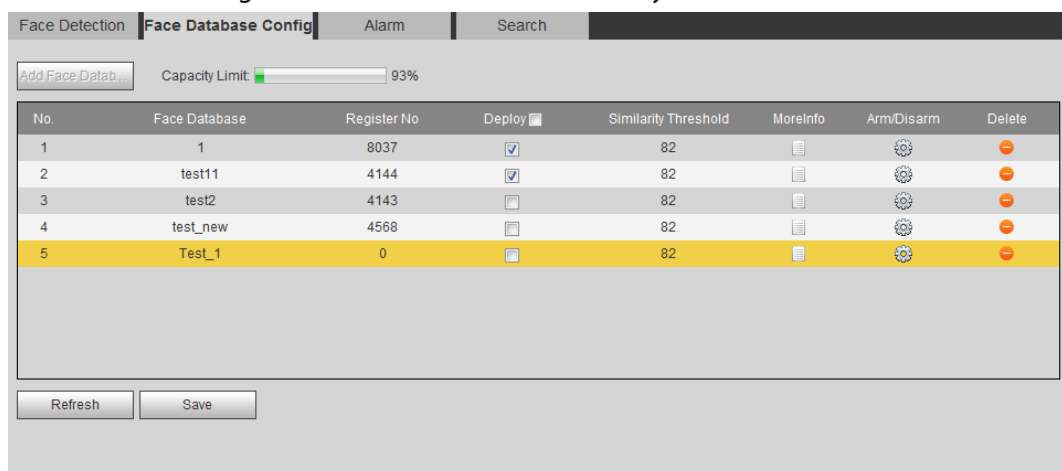 Face Detection Face Database Config Alarm Search
Add Face Datab... Capacity Limit: 93%
No. Face Database Register No Deploy Similarity Threshold MoreInfo Arm/Disarm Delete
1 1 8037 82
2 test11 4144 82
3 test2 4143 82
4 test_new 4568 82
5 Test_1 0 82
Refresh Save